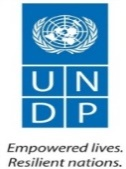 U N
D P
Empowered lives.
Resilient nations.